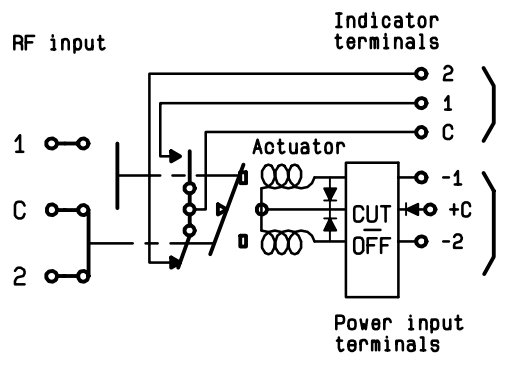 Indicator
terminals
RF input
2
1
C
Actuator
1
-1
C
CUT
OFF
+C
-2
2
Power input
terminals